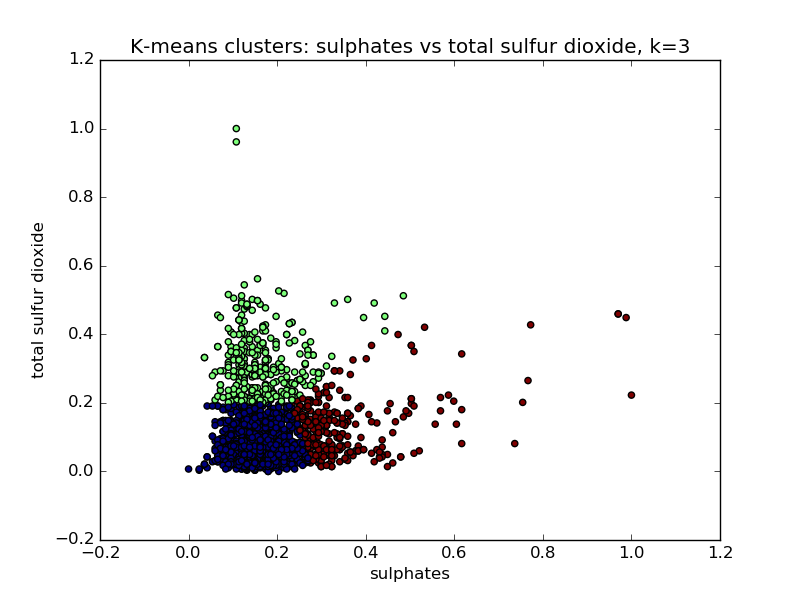 K-means clusters: sulphates vs total sulfur dioxide, k=3
1.2
1.0
0.8
0.6
0.4
0.2
0.0
−0.2
total sulfur dioxide
−0.2 0.0 0.2 0.4 0.6 0.8 1.0 1.2
sulphates